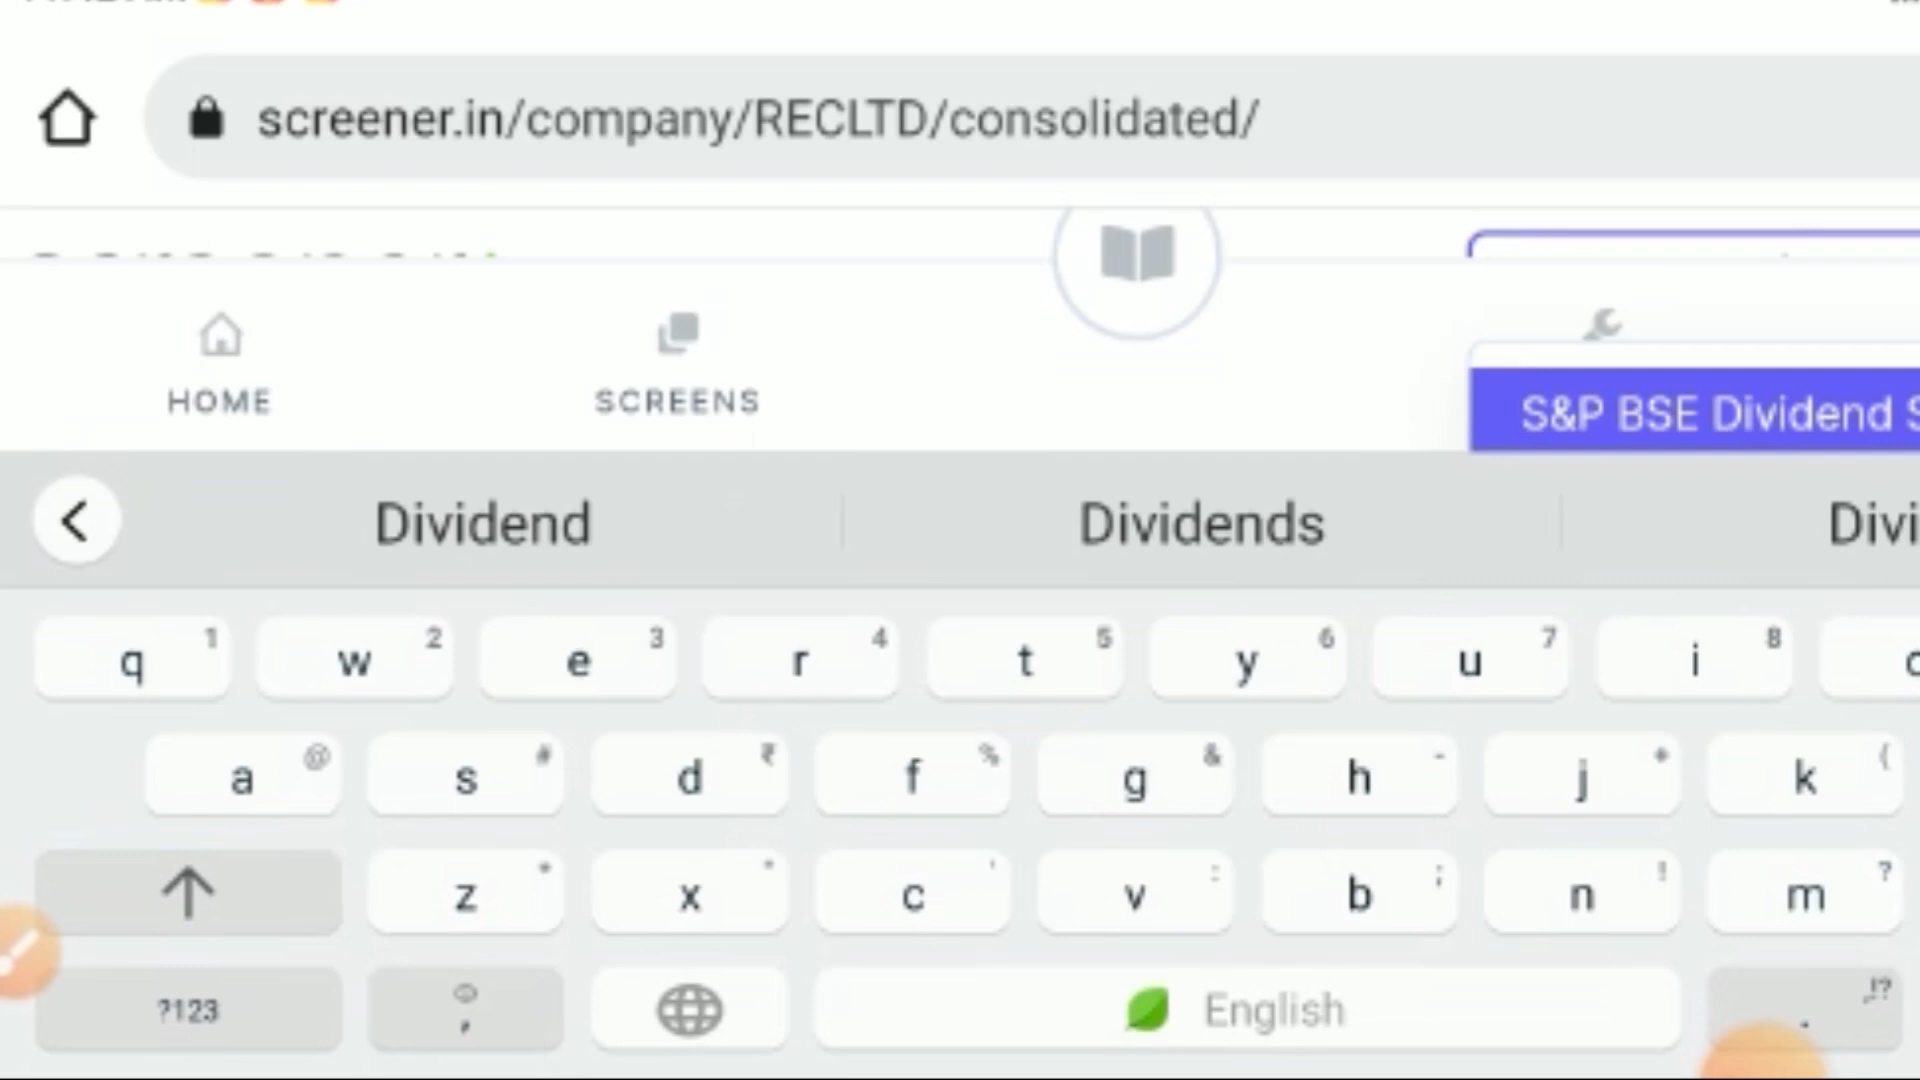 screener.in/company/RECLTD/consolidated/
HOME
SCREENS
S&P BSE Dividend
Dividend
Dividends
Divi
q 1 w 2 e 3 r 4 t 5 y 6 u 7 i 8
a @ s # d ₹ f % g & h - j + k (
z x c ' v : b ; n ! m ?
?123 , English . ,!?